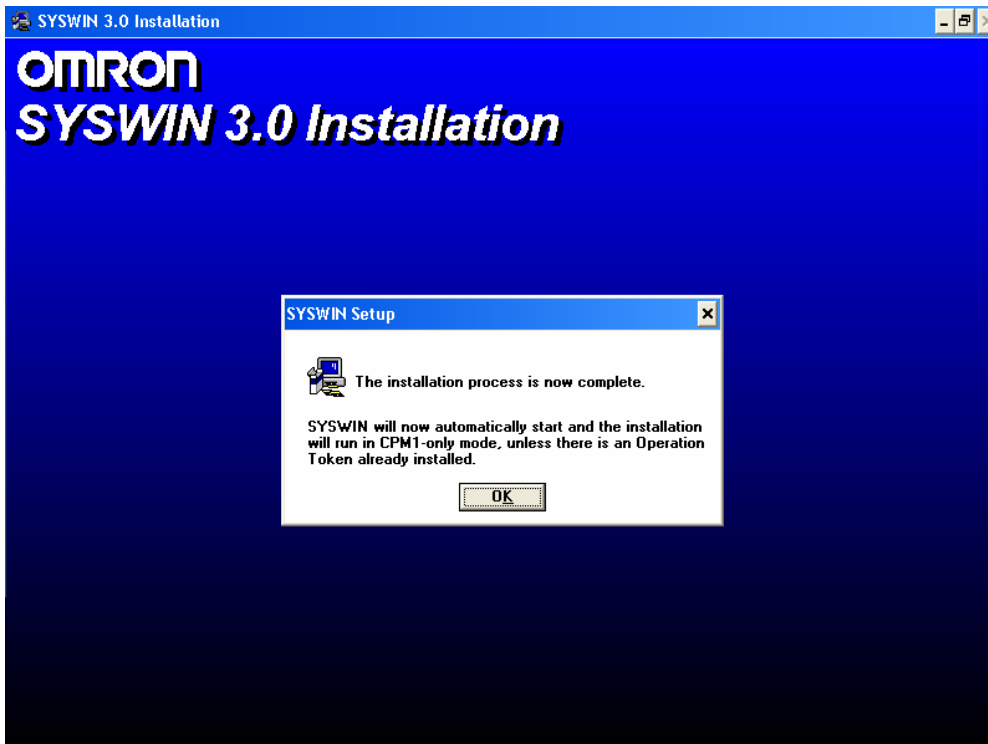 SYSWIN 3.0 Installation
OMRON
SYSWIN 3.0 Installation
SYSWIN Setup
The installation process is now complete.
SYSWIN will now automatically start and the installation
will run in CPM1-only mode, unless there is an Operation
Token already installed.
OK